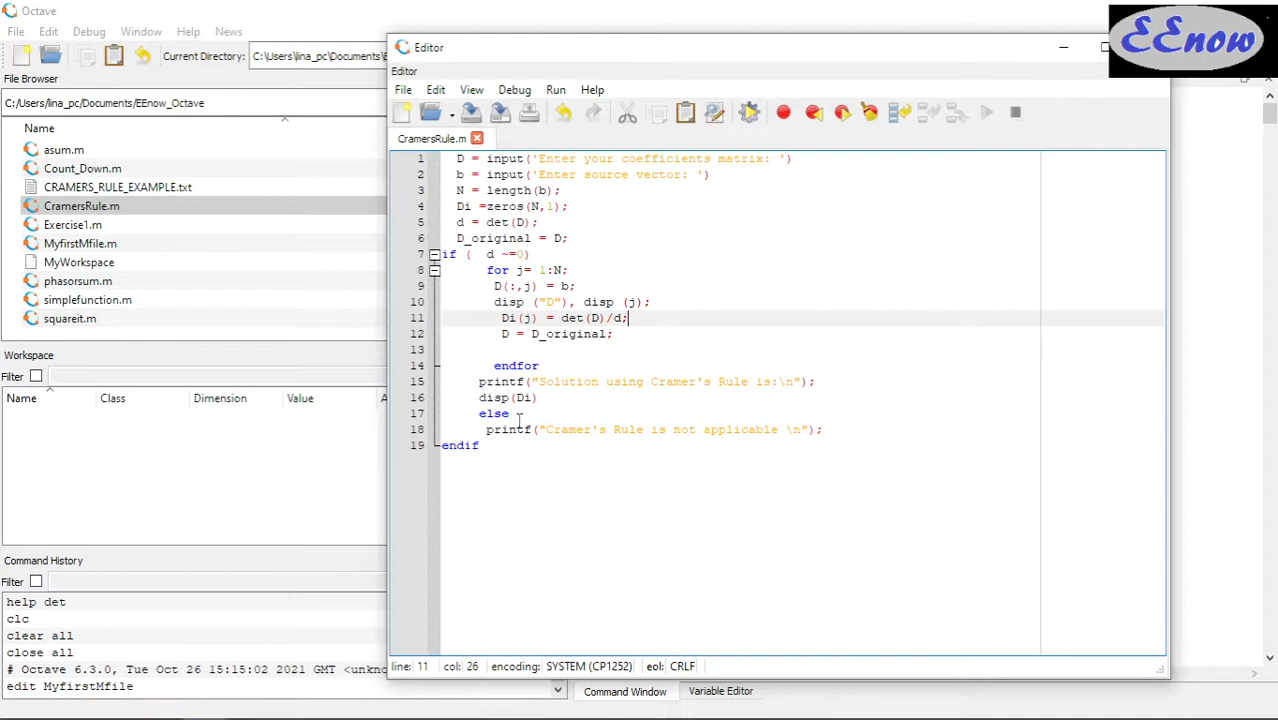 Octave
File Edit Debug Window Help News
Current Directory: C:\Users\lina_pc\Documents\E
File Browser
C:/Users/lina_pc/Documents/EEnow_Octave
Name
asum.m
Count_Down.m
CRAMERS_RULE_EXAMPLE.txt
CramersRule.m
Exercise1.m
MyfirstMfile.m
MyWorkspace
phasorsum.m
simplefunction.m
squareit.m
Workspace
Filter
Name Class Dimension Value A
Command History
Filter
help det
clc
clear all
close all
# Octave 6.3.0, Tue Oct 26 15:15:02 2021 GMT <unkno
edit MyfirstMfile
Editor
EEnow
Editor
File Edit View Debug Run Help
CramersRule.m
1 D = input('Enter your coefficients matrix: ')
2 b = input('Enter source vector: ')
3 N = length(b);
4 Di =zeros(N,1);
5 d = det(D);
6 D_original = D;
7 if ( d ~=0)
8 for j= 1:N;
9 D(:,j) = b;
10 disp ("D"), disp (j);
11 Di(j) = det(D)/d;
12 D = D_original;
13
14 endfor
15 printf("Solution using Cramer's Rule is:\n");
16 disp(Di)
17 else
18 printf("Cramer's Rule is not applicable \n");
19 endif
line: 11 col: 26 encoding: SYSTEM (CP1252) eol: CRLF
Command Window Variable Editor